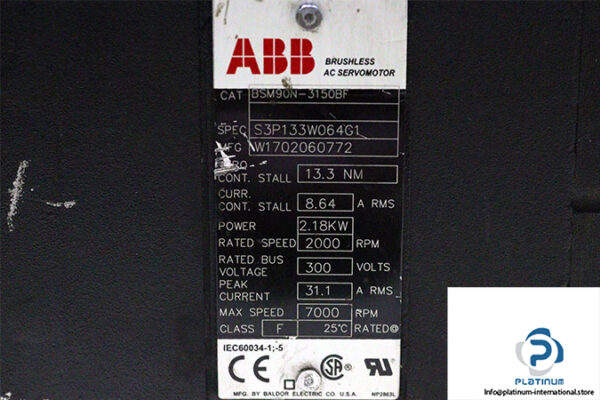 ABB
BRUSHLESS
AC SERVOMOTOR
CAT BSM90N-3150BF
SPEC S3P133W064G1
MFG W1702060772
CONT. STALL 13.3 NM
CURR.
CONT. STALL 8.64 A RMS
POWER 2.18KW
RATED SPEED 2000 RPM
RATED BUS
VOLTAGE 300 VOLTS
PEAK
CURRENT 31.1 A RMS
MAX SPEED 7000 RPM
CLASS F 25°C RATED@
IEC60034-1;-5
CE SA US
MFG. BY BALDOR ELECTRIC CO. U.S.A. NP2863L
PLATINUM
info@platinum-international.store